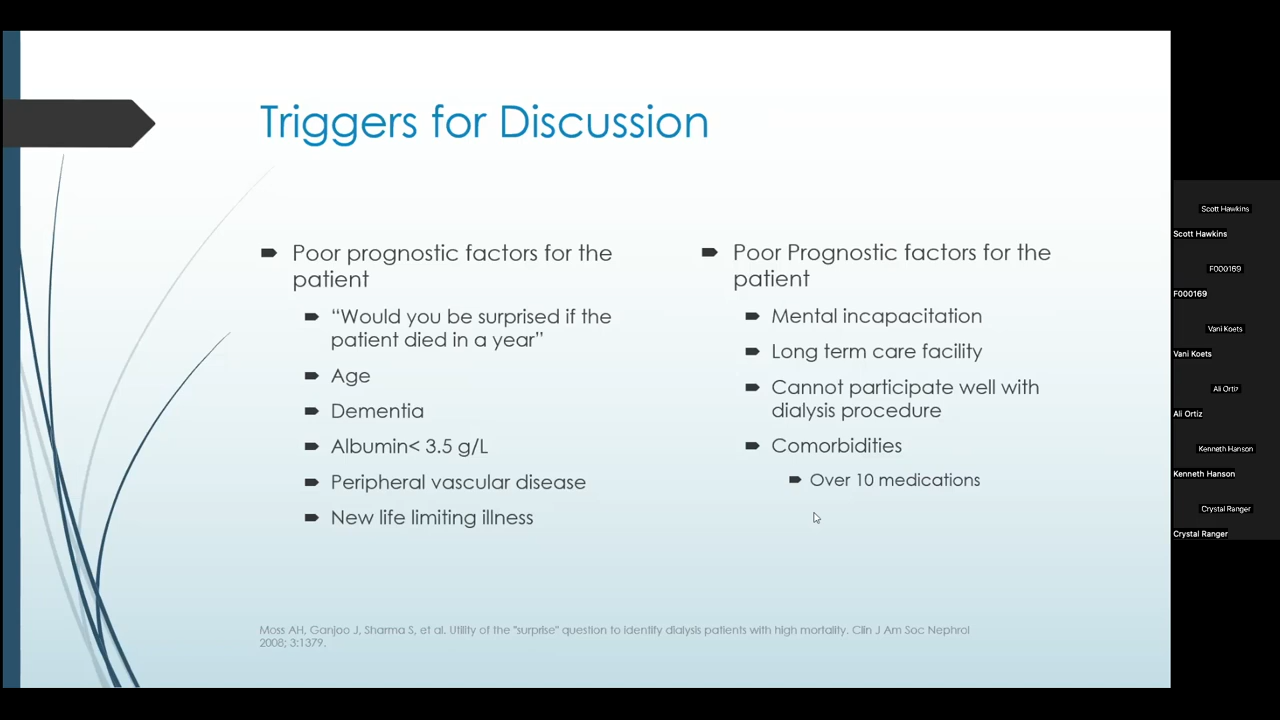 Triggers for Discussion
Poor prognostic factors for the
patient
“Would you be surprised if the
patient died in a year”
Age
Dementia
Albumin< 3.5 g/L
Peripheral vascular disease
New life limiting illness
Poor Prognostic factors for the
patient
Mental incapacitation
Long term care facility
Cannot participate well with
dialysis procedure
Comorbidities
Over 10 medications
Moss AH, Ganjoo J, Sharma S, et al. Utility of the "surprise" question to identify dialysis patients with high mortality. Clin J Am Soc Nephrol
2008; 3:1379.
Scott Hawkins
Scott Hawkins
F000169
F000169
Vani Koets
Vani Koets
Ali Ortiz
Ali Ortiz
Kenneth Hanson
Kenneth Hanson
Crystal Ranger
Crystal Ranger